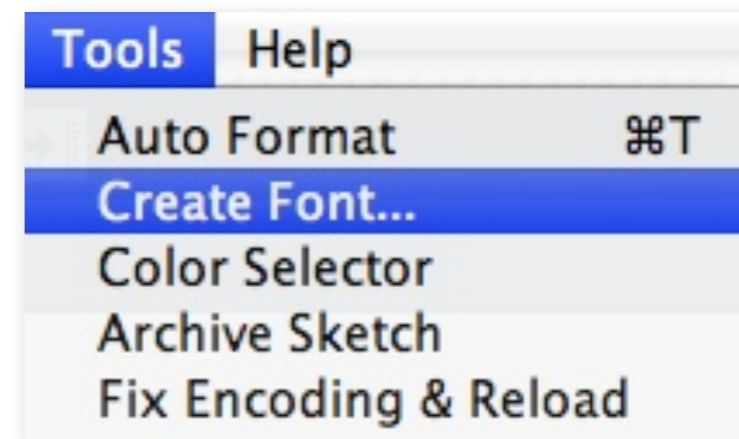 Tools Help
Auto Format ⌘T
Create Font...
Color Selector
Archive Sketch
Fix Encoding & Reload